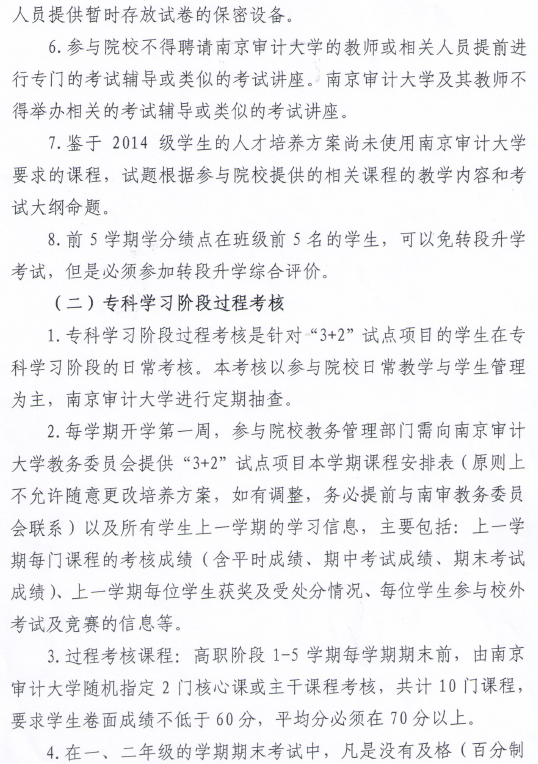 人员提供暂时存放试卷的保密设备。
6.参与院校不得聘请南京审计大学的教师或相关人员提前进
行专门的考试辅导或类似的考试讲座。南京审计大学及其教师不
得举办相关的考试辅导或类似的考试讲座。
7.鉴于 2014 级学生的人才培养方案尚未使用南京审计大学
要求的课程，试题根据参与院校提供的相关课程的教学内容和考
试大纲命题。
8.前 5 学期学分绩点在班级前 5 名的学生，可以免转段升学
考试，但是必须参加转段升学综合评价。
（二）专科学习阶段过程考核
1.专科学习阶段过程考核是针对“3+2”试点项目的学生在专
科学习阶段的日常考核。本考核以参与院校日常教学与学生管理
为主，南京审计大学进行定期抽查。
2.每学期开学第一周，参与院校教务管理部门需向南京审计
大学教务委员会提供“3+2”试点项目本学期课程安排表（原则上
不允许随意更改培养方案，如有调整，务必提前与南审教务委员
会联系）以及所有学生上一学期的学习信息，主要包括：上一学
期每门课程的考核成绩（含平时成绩、期中考试成绩、期末考试
成绩）、上一学期每位学生获奖及受处分情况、每位学生参与校外
考试及竞赛的信息等。
3.过程考核课程：高职阶段 1-5 学期每学期期末前，由南京
审计大学随机指定 2 门核心课或主干课程考核，共计 10 门课程，
要求学生卷面成绩不低于 60 分，平均分必须在 70 分以上。
4.在一、二年级的学期期末考试中，凡是没有及格（百分制